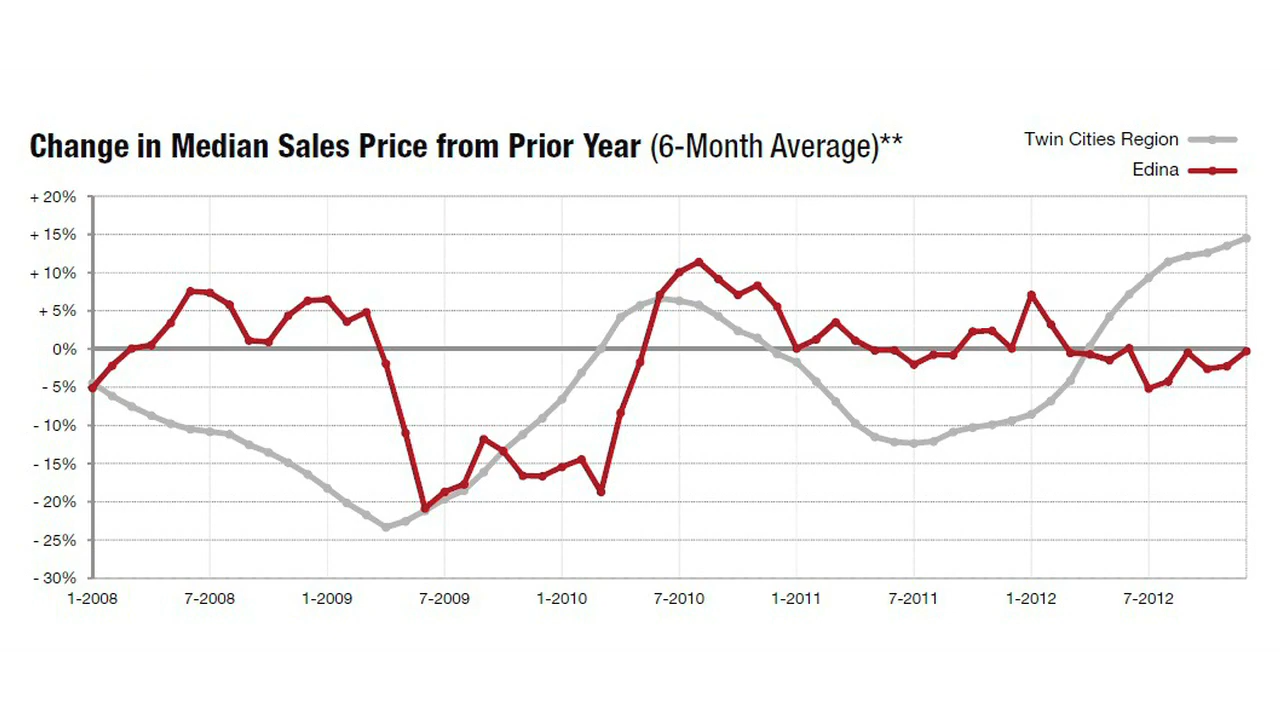 Change in Median Sales Price from Prior Year (6-Month Average)**
Twin Cities Region
Edina
+ 20%
+ 15%
+ 10%
+ 5%
0%
- 5%
- 10%
- 15%
- 20%
- 25%
- 30%
1-2008 7-2008 1-2009 7-2009 1-2010 7-2010 1-2011 7-2011 1-2012 7-2012